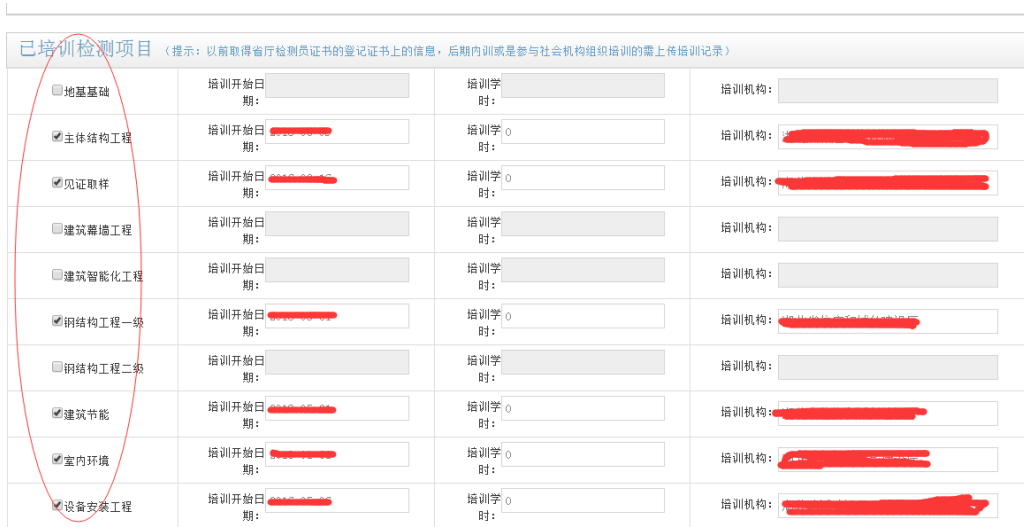 已培训检测项目 （提示：以前取得省厅检测员证书的登记证书上的信息，后期内训或是参与社会机构组织培训的需上传培训记录）
地基基础 培训开始日期： 培训学时： 培训机构：
主体结构工程 培训开始日期： 培训学时： 0 培训机构：
见证取样 培训开始日期： 培训学时： 0 培训机构：
建筑幕墙工程 培训开始日期： 培训学时： 培训机构：
建筑智能化工程 培训开始日期： 培训学时： 培训机构：
钢结构工程一级 培训开始日期： 培训学时： 0 培训机构：
钢结构工程二级 培训开始日期： 培训学时： 培训机构：
建筑节能 培训开始日期： 培训学时： 0 培训机构：
室内环境 培训开始日期： 培训学时： 0 培训机构：
设备安装工程 培训开始日期： 培训学时： 0 培训机构：